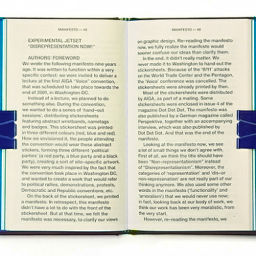 MANIFESTO
EXPERIMENTAL JETSET
"DISREPRESENTATION NOW!"
AUTHORS' FOREWORD
We wrote the following manifesto nine years
ago. It was written to function within a very
specific context: we were invited to deliver a
lecture at the first AIGA 'Voice' convention,
that was scheduled to take place towards the
end of 2001, in Washington DC.
Instead of a lecture, we planned to do
something else. During the convention,
we wanted to do a series of hand-out
sessions, distributing stickersheets
featuring abstract emblems, nametags
and badges. This stickersheet was printed
in three different colours (red, blue and a
How we envisioned it, the people attending
the convention would wear these abstract
stickers, forming three different 'political
parties' (a red party, a blue party and a black
party), creating a sort of site-specific artwork.
We were very much inspired by the fact that
the convention took place in Washington DC,
and wanted to create a work that would refer
to political rallies, demonstrations, protests,
Democratic and Republic conventions, etc.
On the back of the stickersheet, we printed
a manifesto. In retrospect, this manifesto
didn't have a lot to do with the front of the
stickersheet. But at that time, we felt the
manifesto was necessary, to clarify our views
MANIFESTO
on graphic design. Re-reading the manifesto
now, we fully realize the manifesto would
sooner confuse our ideas than clarify them.
In the end, it didn't really matter. We
never made it to Washington to hand out the
stickersheets. Because of the 9/11
on the World Trade Center and the Pentagon,
the 'Voice' conference was cancelled. The
stickersheets were already printed by then.
Most of the stickersheets were distributed
by AIGA, as part of a mailing. Some
stickersheets were enclosed in issue 4 of the
magazine Dot Dot Dot. The manifesto was
also published by a German magazine called
Perspektive, together with an accompanying
interview, which was also published by
Dot Dot Dot. And that was the end of the
manifesto.
Looking at the manifesto now, we see
a lot of small things we don't agree with.
First of all, we think the title should have
been "Non-representationism" instead
of "Disrepresentationism". Moreover, the
categories of 'representation' and 'dis-or
non-representation' are not really part of our
thinking anymore. We also used some other
words in the manifesto ('functionality' and
'amorality') that we would never use now;
in fact, looking back at our body of work, we
think our work has been very moralistic, from
the very start.
However, re-reading the manifesto, we